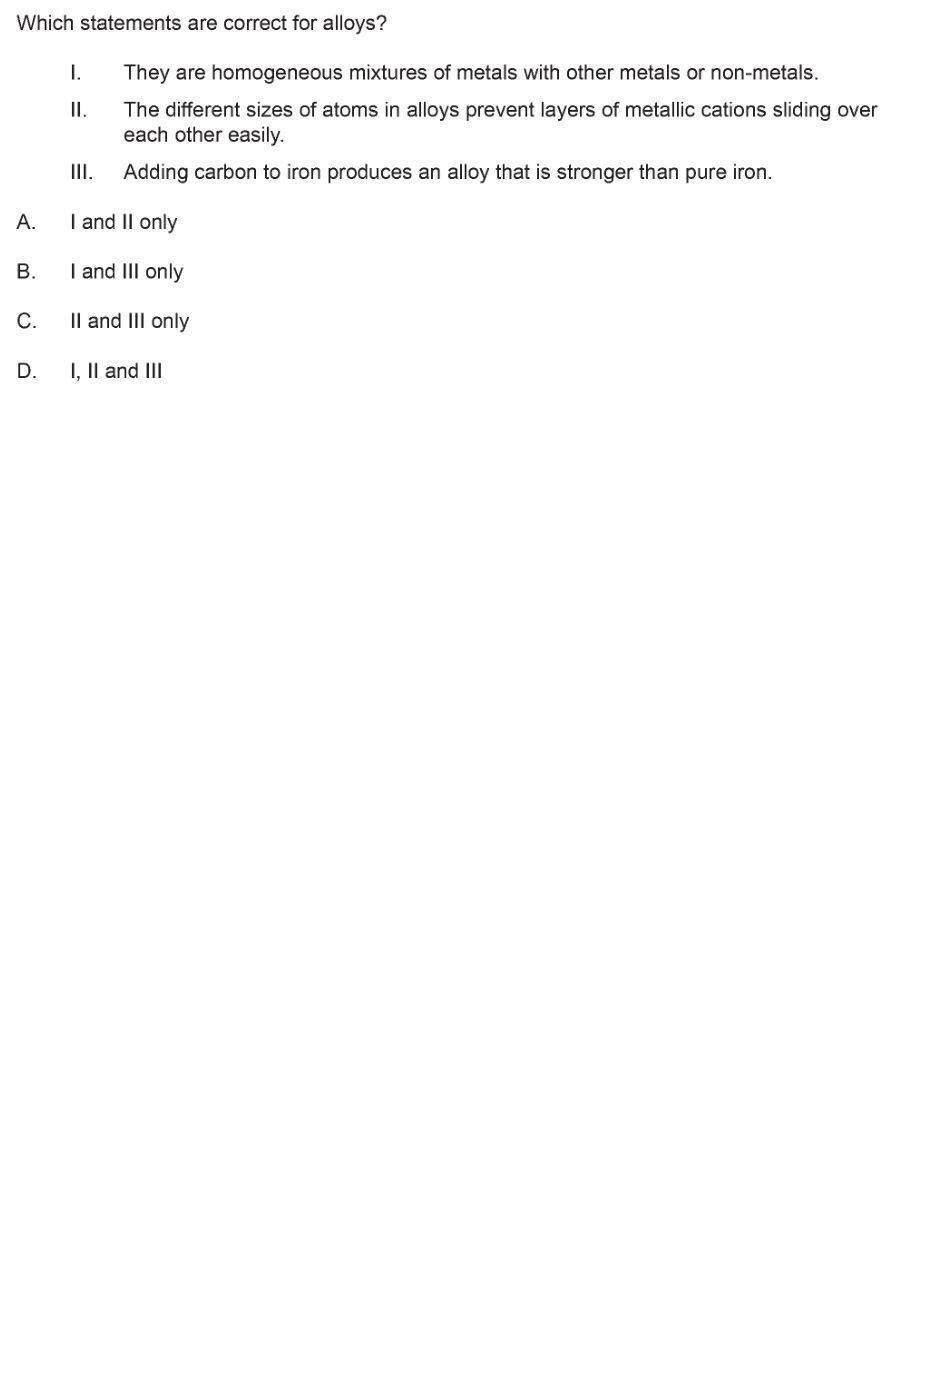 Which statements are correct for alloys?
I. They are homogeneous mixtures of metals with other metals or non-metals.
II. The different sizes of atoms in alloys prevent layers of metallic cations sliding over
each other easily.
III. Adding carbon to iron produces an alloy that is stronger than pure iron.
A. I and II only
B. I and III only
C. II and III only
D. I, II and III